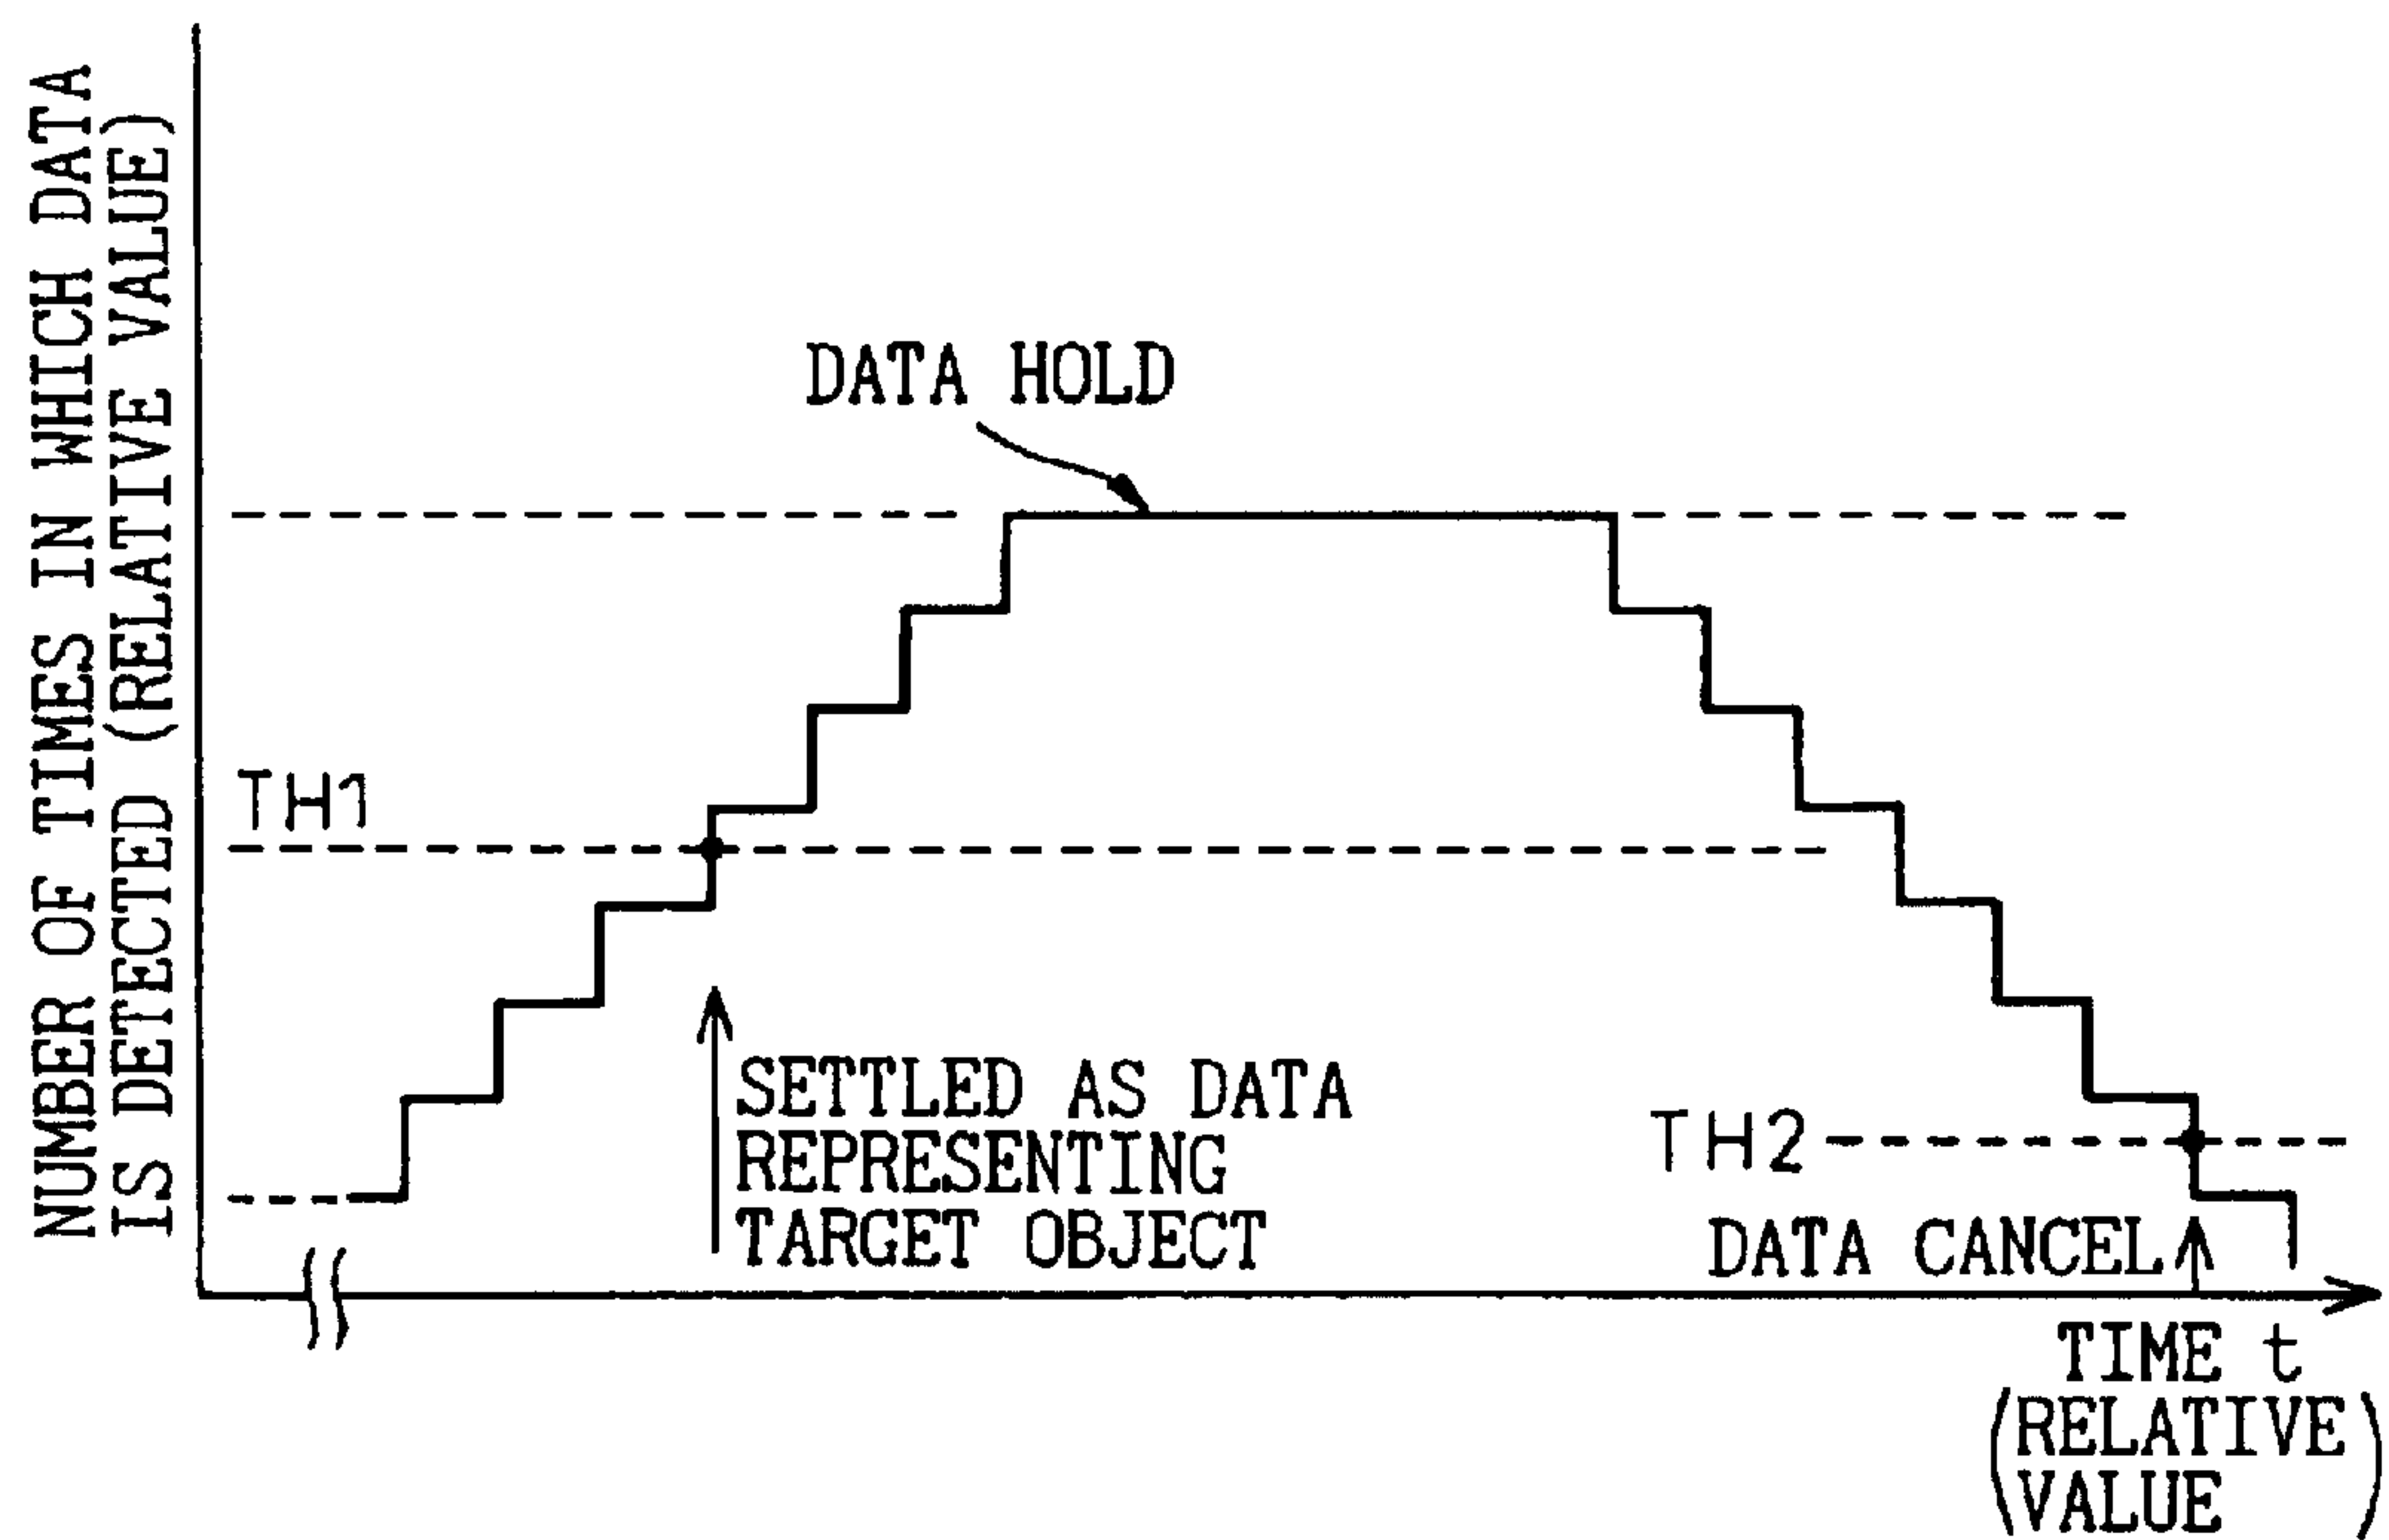 NUMBER OF TIMES IN WHICH DATA
IS DETECTED (RELATIVE VALUE)
DATA HOLD
TH1
SETTLED AS DATA
REPRESENTING
TARGET OBJECT
TH2
DATA CANCEL
TIME t
(RELATIVE
VALUE)